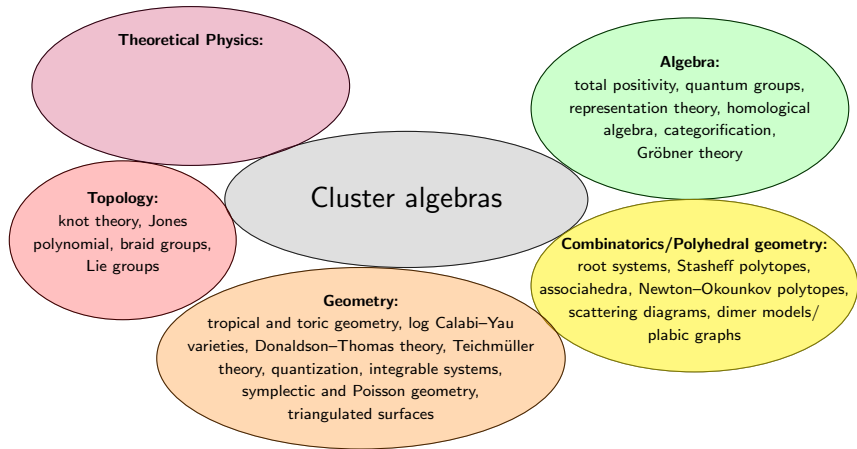 Theoretical Physics:
Algebra:
total positivity, quantum groups,
representation theory, homological
algebra, categorification,
Gröbner theory
Cluster algebras
Topology:
knot theory, Jones
polynomial, braid groups,
Lie groups
Combinatorics/Polyhedral geometry:
root systems, Stasheff polytopes,
associahedra, Newton–Okounkov polytopes,
scattering diagrams, dimer models/
plabic graphs
Geometry:
tropical and toric geometry, log Calabi–Yau
varieties, Donaldson–Thomas theory, Teichmüller
theory, quantization, integrable systems,
symplectic and Poisson geometry,
triangulated surfaces